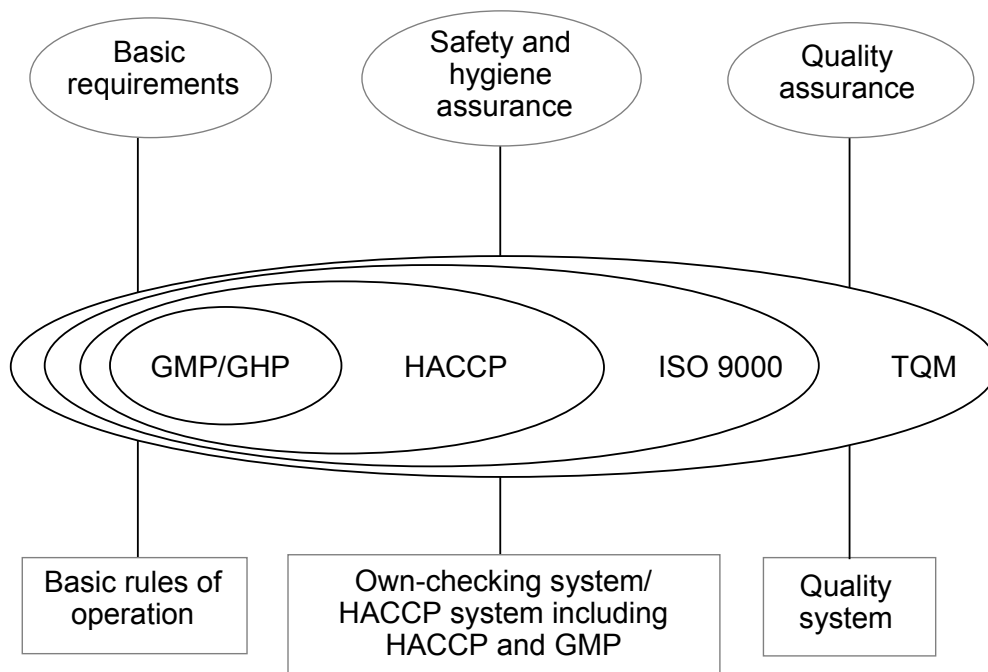 Basic
requirements
Safety and
hygiene
assurance
Quality
assurance
GMP/GHP
HACCP
ISO 9000
TQM
Basic rules of
operation
Own-checking system/
HACCP system including
HACCP and GMP
Quality
system